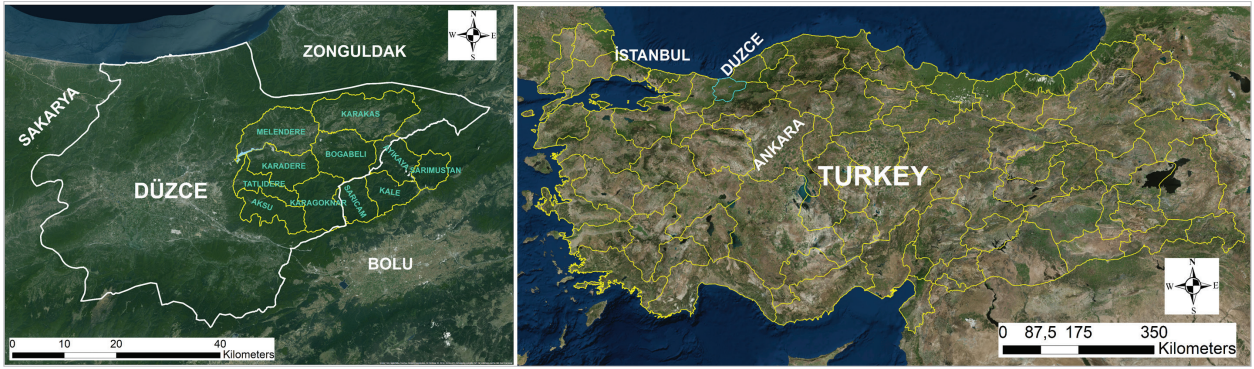 ZONGULDAK
N
W E
S
SAKARYA
KARAKAS
MELENDERE
BOGABELI
KARADERE
SARIMUSTAN
TATLIDERE
KALE
DÜZCE
AKSU
KARAGOKNAR
SARICAM
BOLU
0 10 20 40
Kilometers
İSTANBUL
DUZCE
ANKARA
TURKEY
N
W E
S
0 87,5 175 350
Kilometers